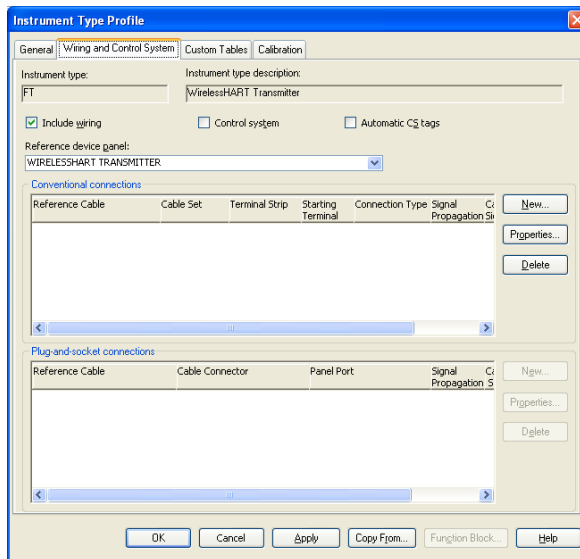 Instrument Type Profile
General Wiring and Control System Custom Tables Calibration
Instrument type: Instrument type description:
FT WirelessHART Transmitter
Include wiring Control system Automatic CS tags
Reference device panel:
WIRELESSHART TRANSMITTER
Conventional connections
Reference Cable Cable Set Terminal Strip Starting Terminal Connection Type Signal Propagation Ca Sig
New...
Properties...
Delete
Plug-and-socket connections
Reference Cable Cable Connector Panel Port Signal Propagation Ca S
New...
Properties...
Delete
OK Cancel Apply Copy From... Function Block... Help